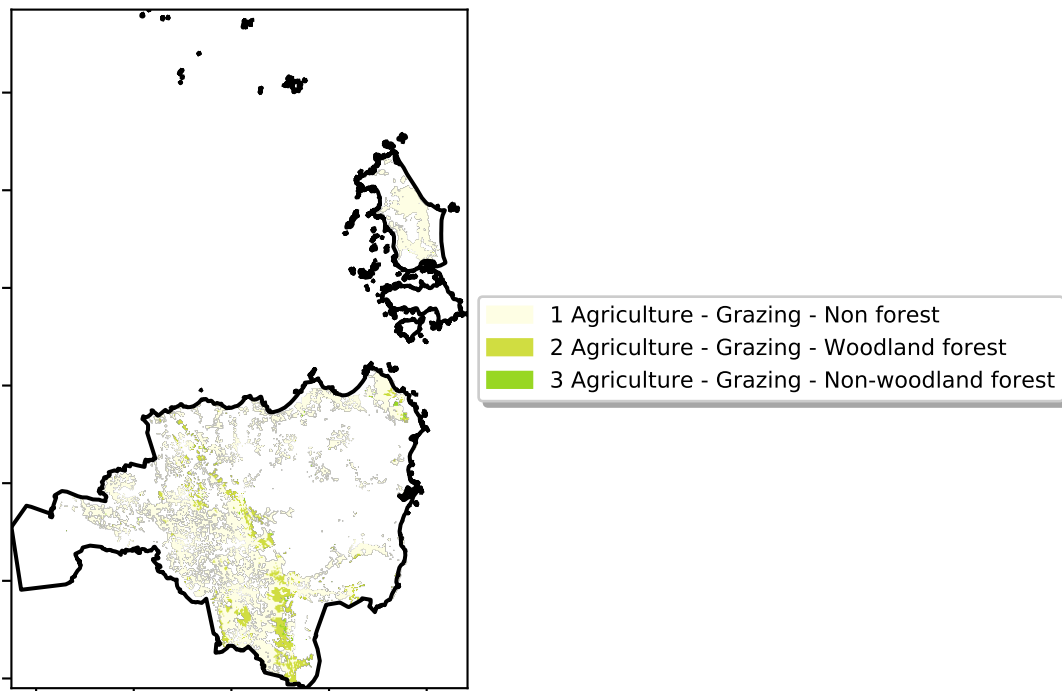 1 Agriculture - Grazing - Non forest
2 Agriculture - Grazing - Woodland forest
3 Agriculture - Grazing - Non-woodland forest